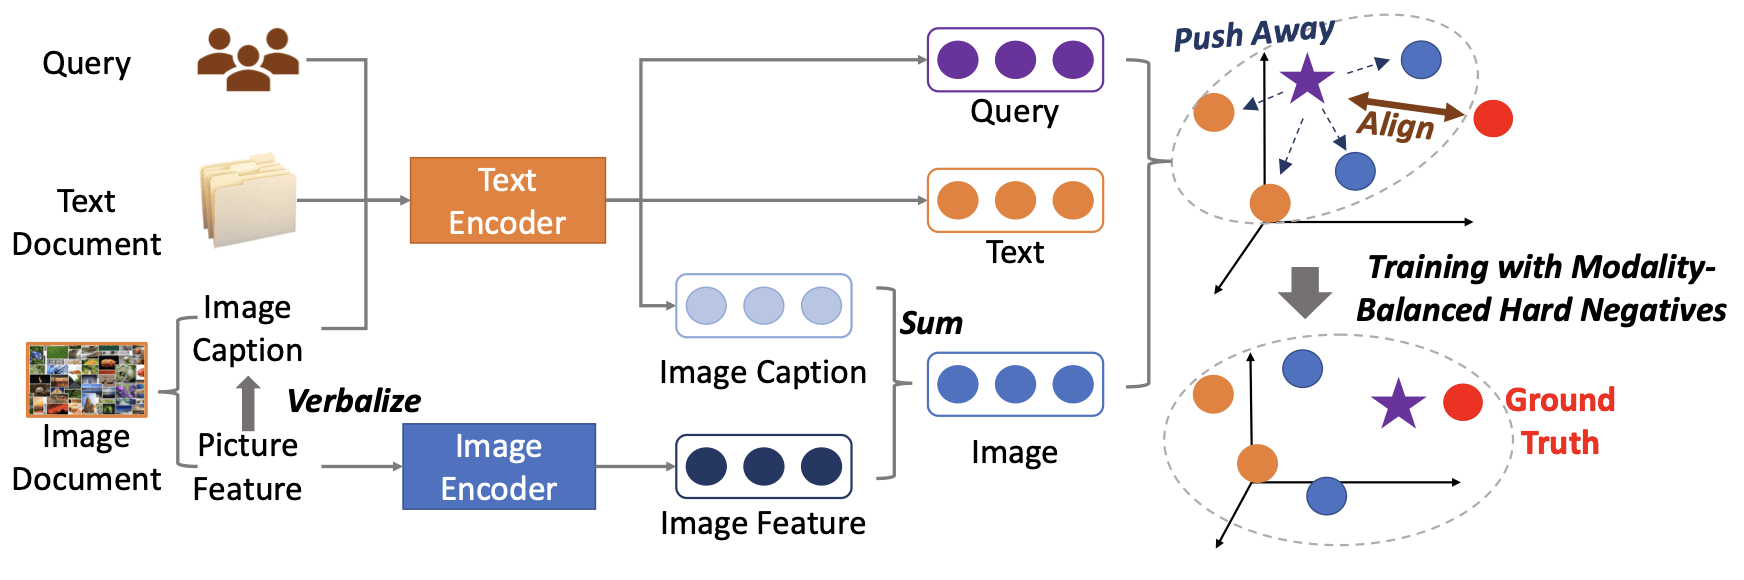 Query
Text
Document
Image
Caption
Image
Document
Verbalize
Picture
Feature
Text
Encoder
Image
Encoder
Query
Text
Image Caption
Sum
Image
Image Feature
Push Away
Align
Training with Modality-
Balanced Hard Negatives
Ground
Truth